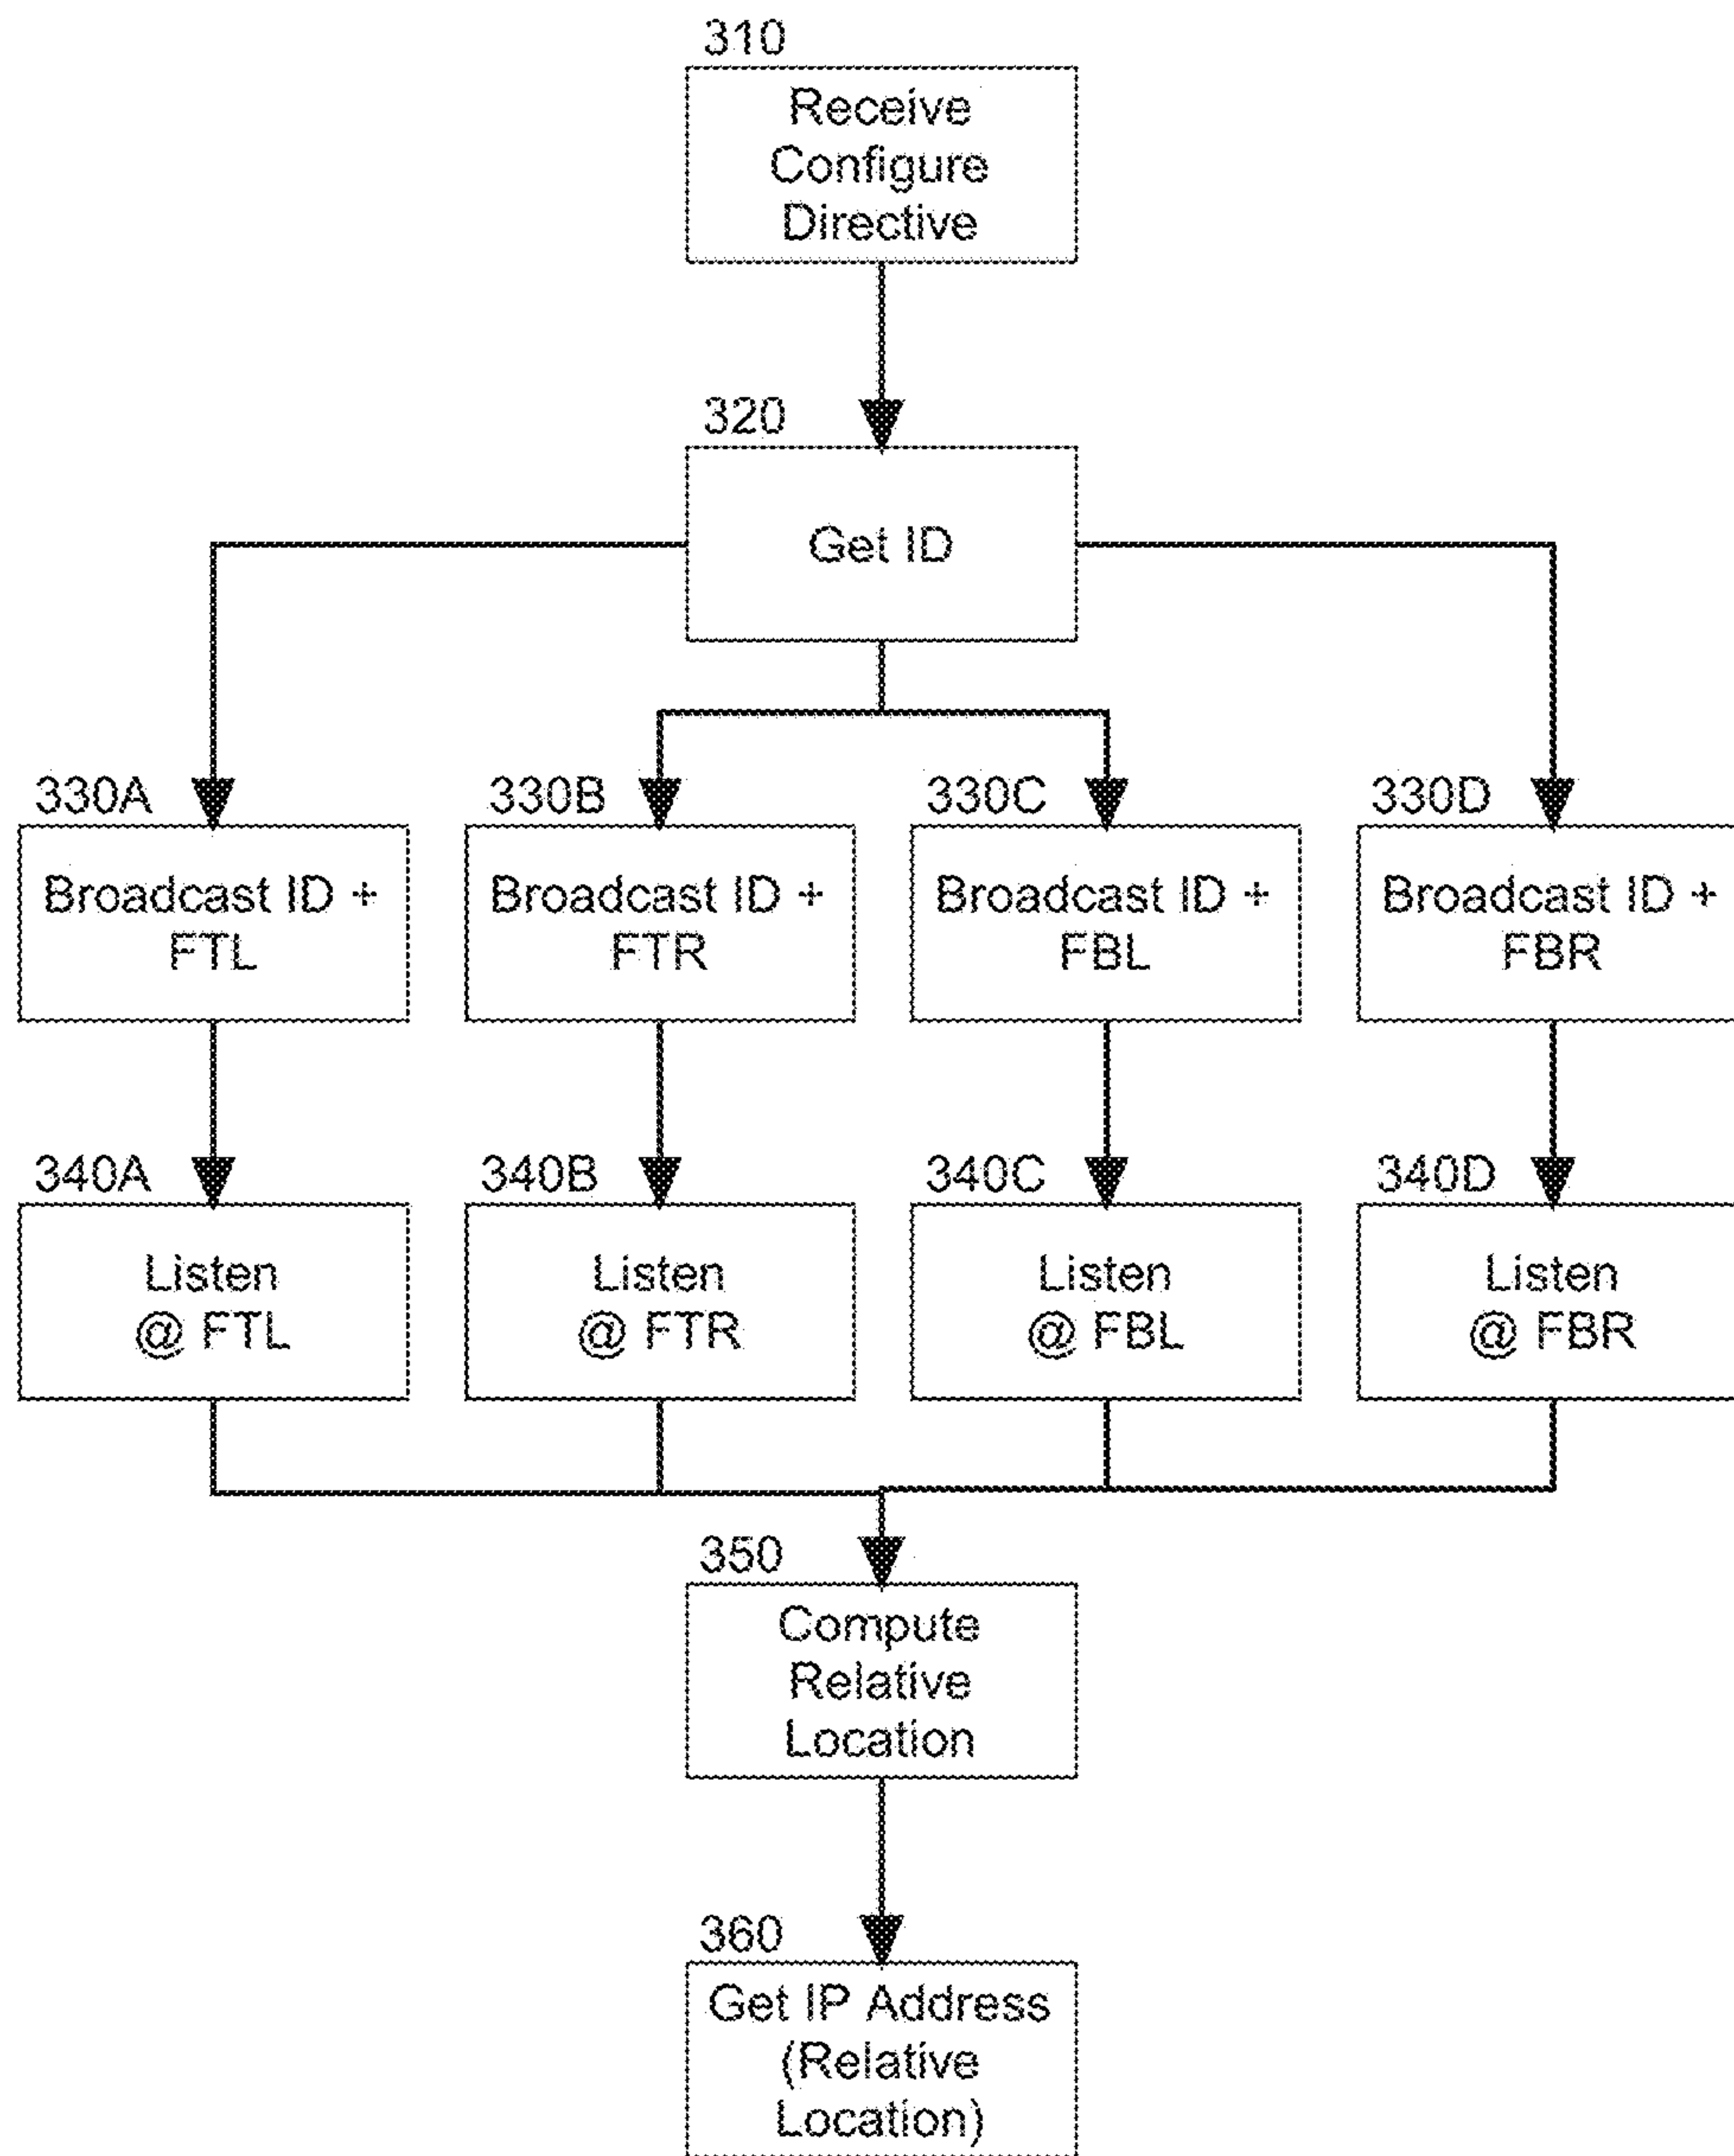 310
Receive
Configure
Directive
320
Get ID
330A
330B
330C
330D
Broadcast ID +
FTL
Broadcast ID +
FTR
Broadcast ID +
FBL
Broadcast ID +
FBR
340A
340B
340C
340D
Listen
@ FTL
Listen
@ FTR
Listen
@ FBL
Listen
@ FBR
350
Compute
Relative
Location
360
Get IP Address
(Relative
Location)